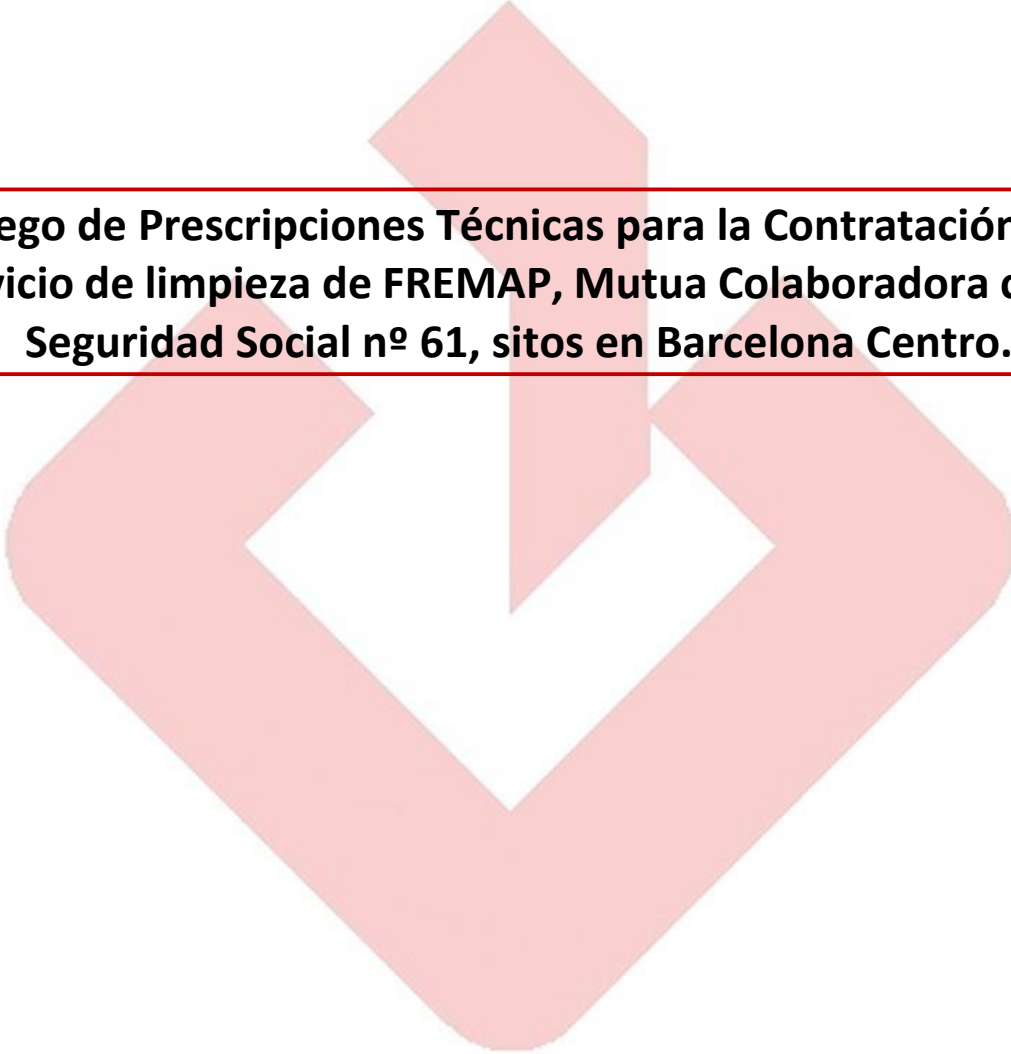 ego de Prescripciones Técnicas para la Contratación
vicio de limpieza de FREMAP, Mutua Colaboradora c
Seguridad Social nº 61, sitos en Barcelona Centro.